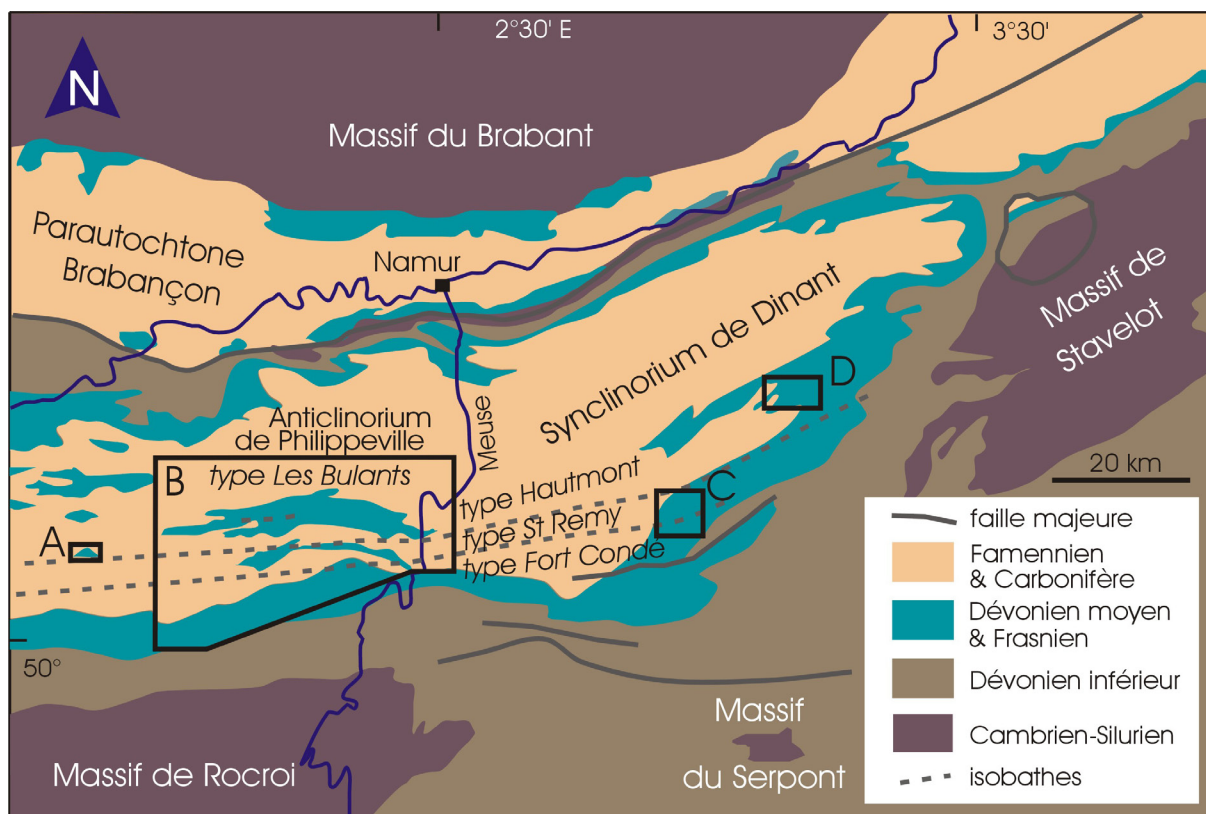 2°30' E
3°30'
N
Massif du Brabant
Parautochtone
Brabançon
Namur
Massif de
Stavelot
Synclinorium de Dinant
Anticlinorium
de Philippeville
Meuse
D
B
type Les Bulants
type Hautmont
C
type St Remy
A
type Fort Condé
20 km
50°
Massif de Rocroi
Massif
du Serpont
faille majeure
Famennien
& Carbonifère
Dévonien moyen
& Frasnien
Dévonien inférieur
Cambrien-Silurien
isobathes